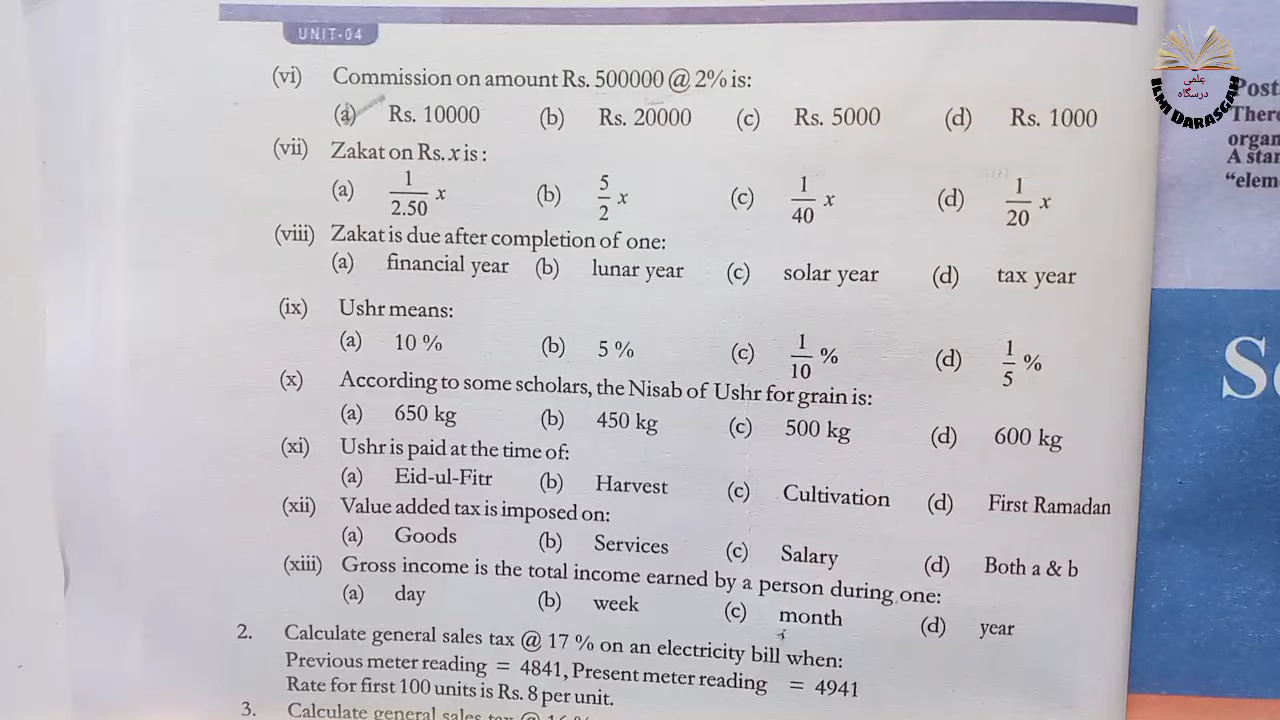 UNIT-04
(vi) Commission on amount Rs. 500000 @ 2% is:
(a) Rs. 10000 (b) Rs. 20000 (c) Rs. 5000 (d) Rs. 1000
(vii) Zakat on Rs. x is :
(a) 1/2.50 x (b) 5/2 x (c) 1/40 x (d) 1/20 x
(viii) Zakat is due after completion of one:
(a) financial year (b) lunar year (c) solar year (d) tax year
(ix) Ushr means:
(a) 10 % (b) 5 % (c) 1/10 % (d) 1/5 %
(x) According to some scholars, the Nisab of Ushr for grain is:
(a) 650 kg (b) 450 kg (c) 500 kg (d) 600 kg
(xi) Ushr is paid at the time of:
(a) Eid-ul-Fitr (b) Harvest (c) Cultivation (d) First Ramadan
(xii) Value added tax is imposed on:
(a) Goods (b) Services (c) Salary (d) Both a & b
(xiii) Gross income is the total income earned by a person during one:
(a) day (b) week (c) month (d) year
2. Calculate general sales tax @ 17 % on an electricity bill when:
Previous meter reading = 4841, Present meter reading = 4941
Rate for first 100 units is Rs. 8 per unit.
3. Calculate general sales tax @ 16 %
علمی
درسگاه
ILMI DARASGAH
Post
There
organ
A star
“elem
S